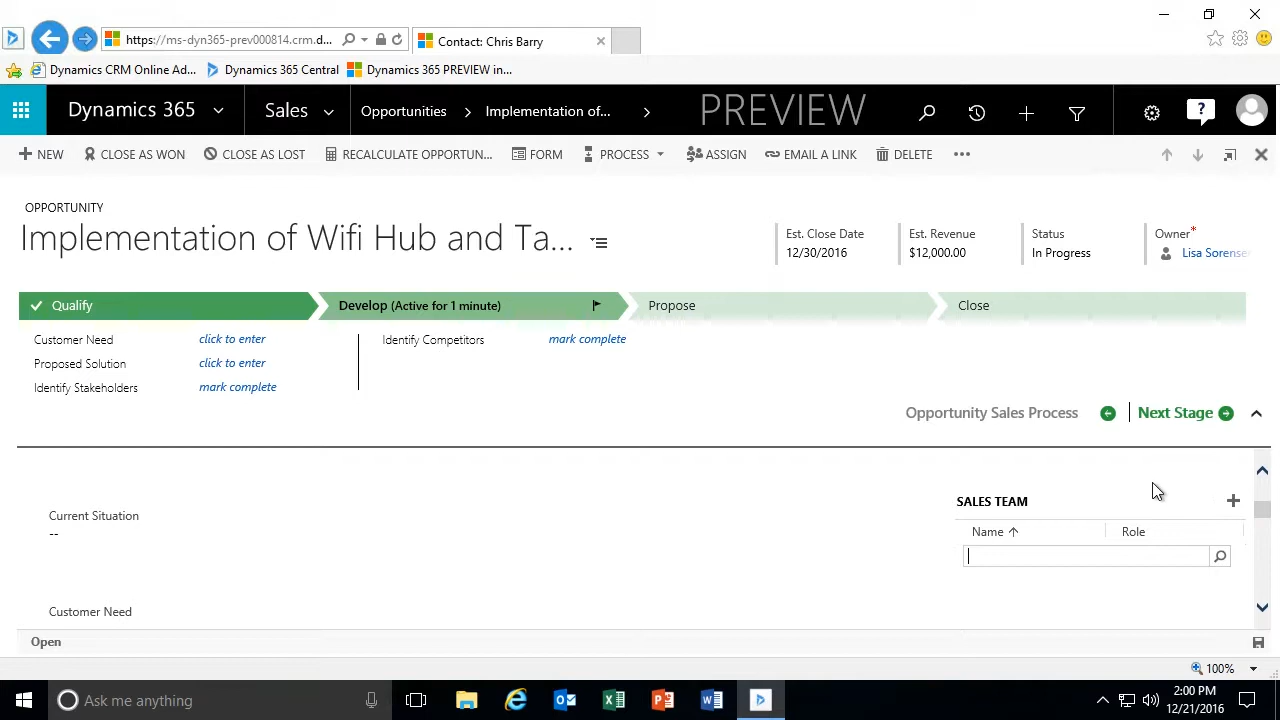 https://ms-dyn365-prev000814.crm.d...
Contact: Chris Barry
Dynamics CRM Online Ad...
Dynamics 365 Central
Dynamics 365 PREVIEW in...
Dynamics 365
Sales
Opportunities
Implementation of...
PREVIEW
NEW
CLOSE AS WON
CLOSE AS LOST
RECALCULATE OPPORTUN...
FORM
PROCESS
ASSIGN
EMAIL A LINK
DELETE
OPPORTUNITY
Implementation of Wifi Hub and Ta...
Est. Close Date
12/30/2016
Est. Revenue
$12,000.00
Status
In Progress
Owner*
Lisa Sorense
Qualify
Develop (Active for 1 minute)
Propose
Close
Customer Need click to enter
Proposed Solution click to enter
Identify Stakeholders mark complete
Identify Competitors mark complete
Opportunity Sales Process
Next Stage
Current Situation
--
SALES TEAM
Name
Role
Customer Need
Open
100%
Ask me anything
2:00 PM
12/21/2016